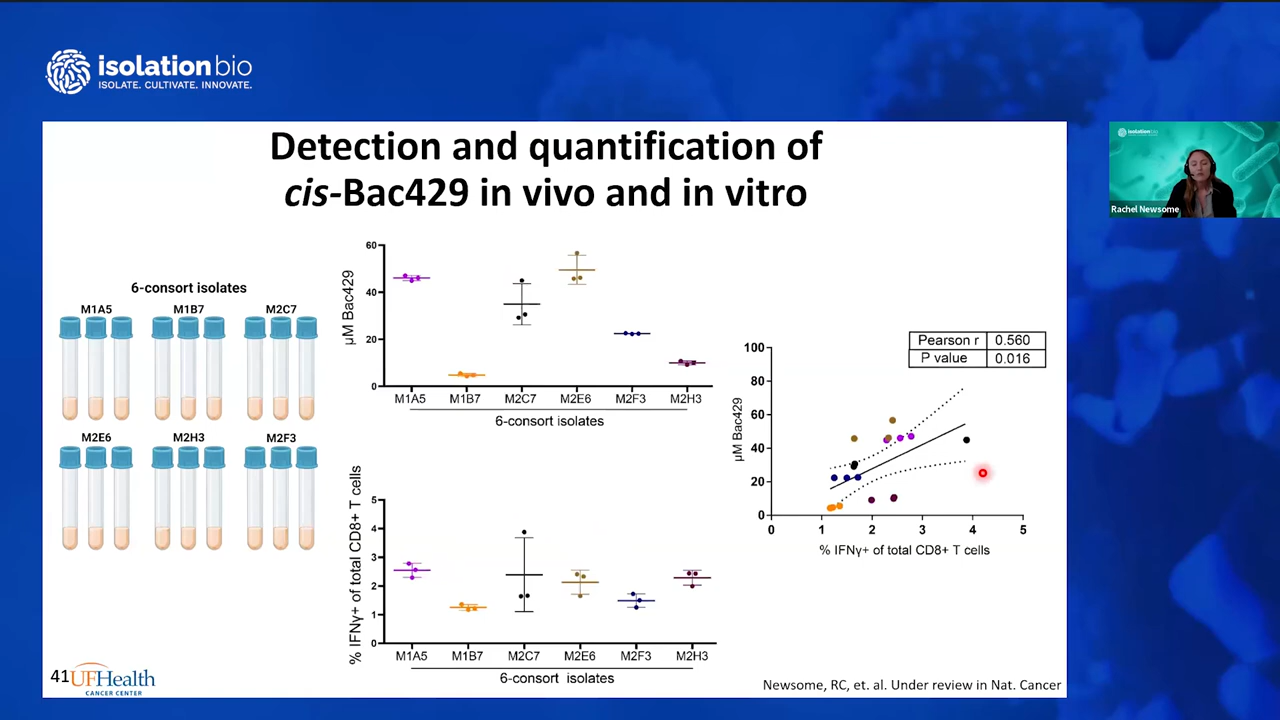 isolationbio
ISOLATE. CULTIVATE. INNOVATE.
Detection and quantification of
cis-Bac429 in vivo and in vitro
6-consort isolates
M1A5 M1B7 M2C7
M2E6 M2H3 M2F3
µM Bac429
60
40
20
0
M1A5 M1B7 M2C7 M2E6 M2F3 M2H3
6-consort isolates
% IFNγ+ of total CD8+ T cells
5
4
3
2
1
0
M1A5 M1B7 M2C7 M2E6 M2F3 M2H3
6-consort isolates
Pearson r 0.560
P value 0.016
µM Bac429
100
80
60
40
20
0
0 1 2 3 4 5
% IFNγ+ of total CD8+ T cells
isolationbio
Rachel Newsome
41
UFHealth
CANCER CENTER
Newsome, RC, et. al. Under review in Nat. Cancer